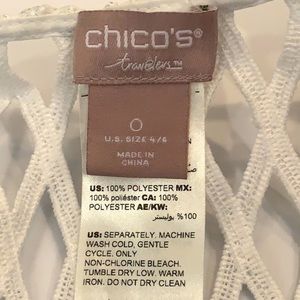 chico's®
travelers™
O
U.S. SIZE 4/6
MADE IN
CHINA
US: 100% POLYESTER MX:
100% poliéster CA: 100%
POLYESTER AE/KW:
100% بوليستر
US: SEPARATELY. MACHINE
WASH COLD, GENTLE
CYCLE. ONLY
NON-CHLORINE BLEACH.
TUMBLE DRY LOW. WARM
IRON. DO NOT DRY CLEAN.